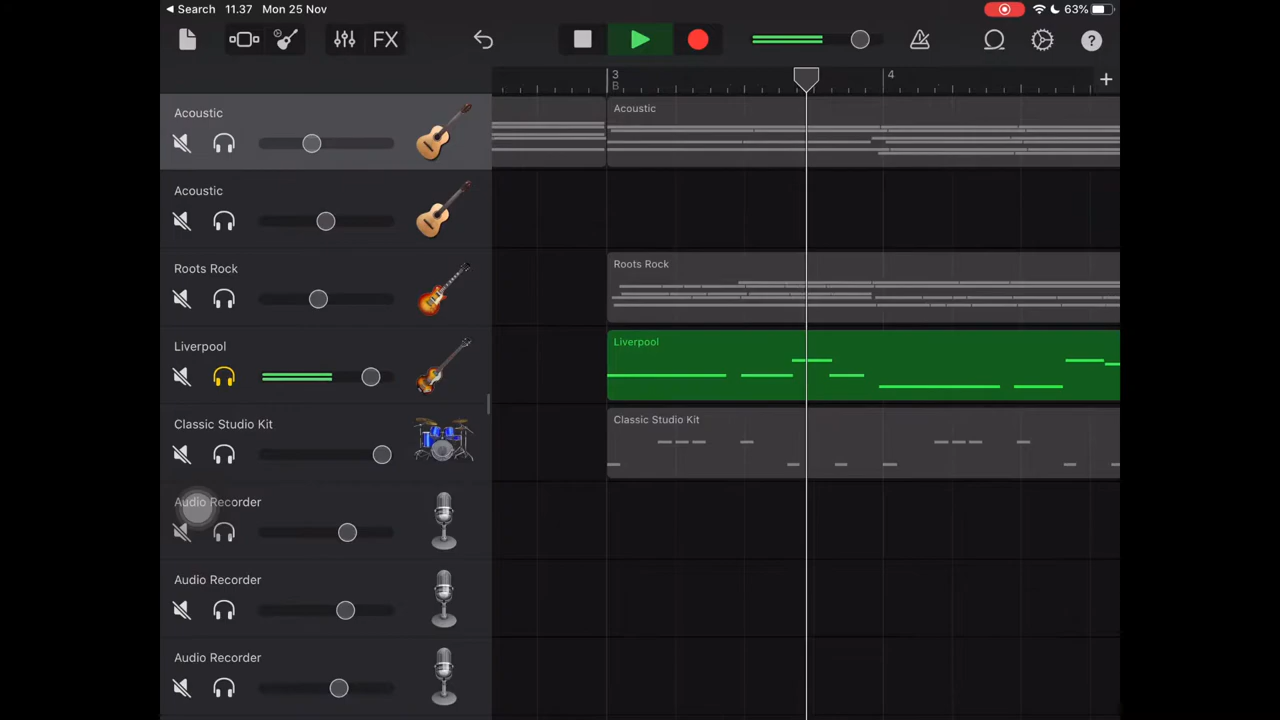 Search 11.37 Mon 25 Nov 63%
FX
3 4
B
Acoustic
Acoustic
Acoustic
Roots Rock
Roots Rock
Liverpool
Liverpool
Classic Studio Kit
Classic Studio Kit
Audio Recorder
Audio Recorder
Audio Recorder